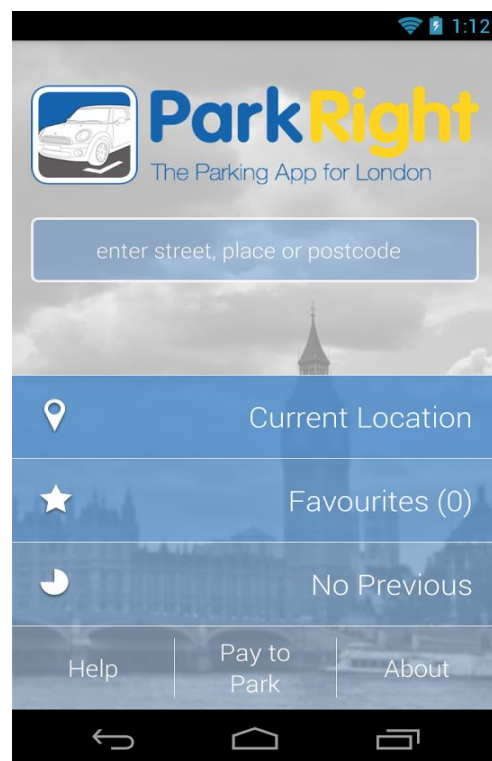 1:12
ParkRight
The Parking App for London
enter street, place or postcode
Current Location
Favourites (0)
No Previous
Help
Pay to
Park
About